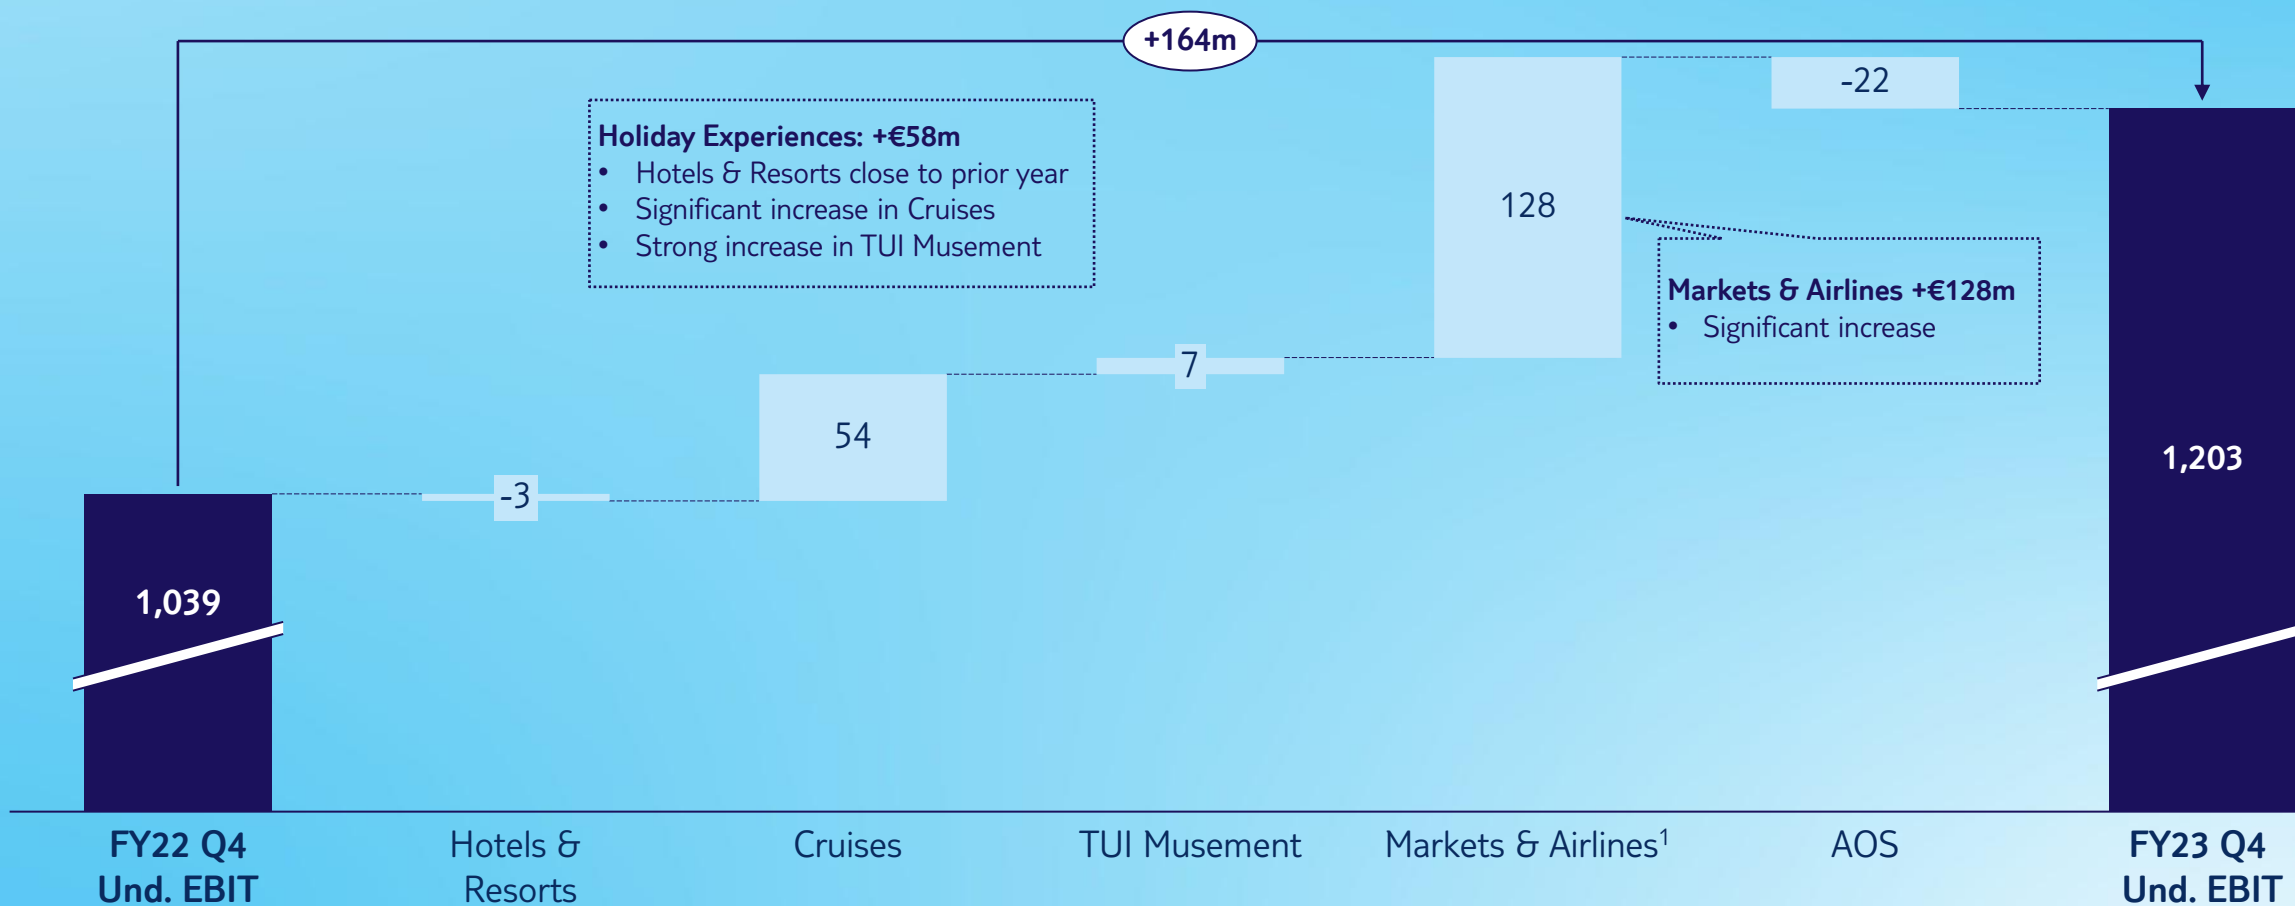 +164m
Holiday Experiences: +€58m
• Hotels & Resorts close to prior year
• Significant increase in Cruises
• Strong increase in TUI Musement
-22
128
Markets & Airlines +€128m
• Significant increase
7
54
-3
1,039
1,203
FY22 Q4
Und. EBIT
Hotels &
Resorts
Cruises
TUI Musement
Markets & Airlines¹
AOS
FY23 Q4
Und. EBIT